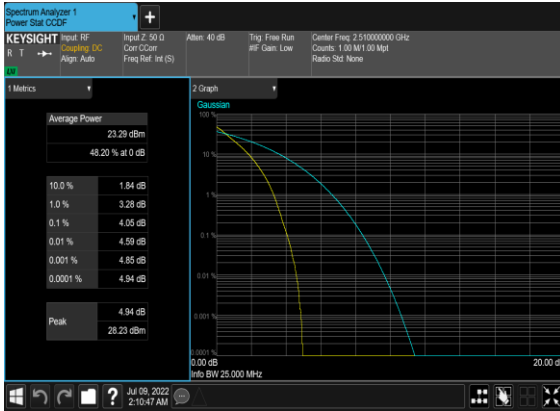 Spectrum Analyzer 1
Power Stat CCDF
KEYSIGHT
R T
Input: RF
Coupling: DC
Align: Auto
Input Z: 50 Ω
Corr CCorr
Freq Ref: Int (S)
Atten: 40 dB
Trig: Free Run
#IF Gain: Low
Center Freq: 2.510000000 GHz
Counts: 1.00 M/1.00 Mpt
Radio Std: None
1 Metrics
Average Power
23.29 dBm
48.20 % at 0 dB
10.0 % 1.84 dB
1.0 % 3.28 dB
0.1 % 4.05 dB
0.01 % 4.59 dB
0.001 % 4.85 dB
0.0001 % 4.94 dB
Peak
4.94 dB
28.23 dBm
2 Graph
Gaussian
100 %
10 %
1 %
0.1 %
0.01 %
0.001 %
0.0001 %
0.00 dB
20.00 d
Info BW 25.000 MHz
Jul 09, 2022
2:10:47 AM